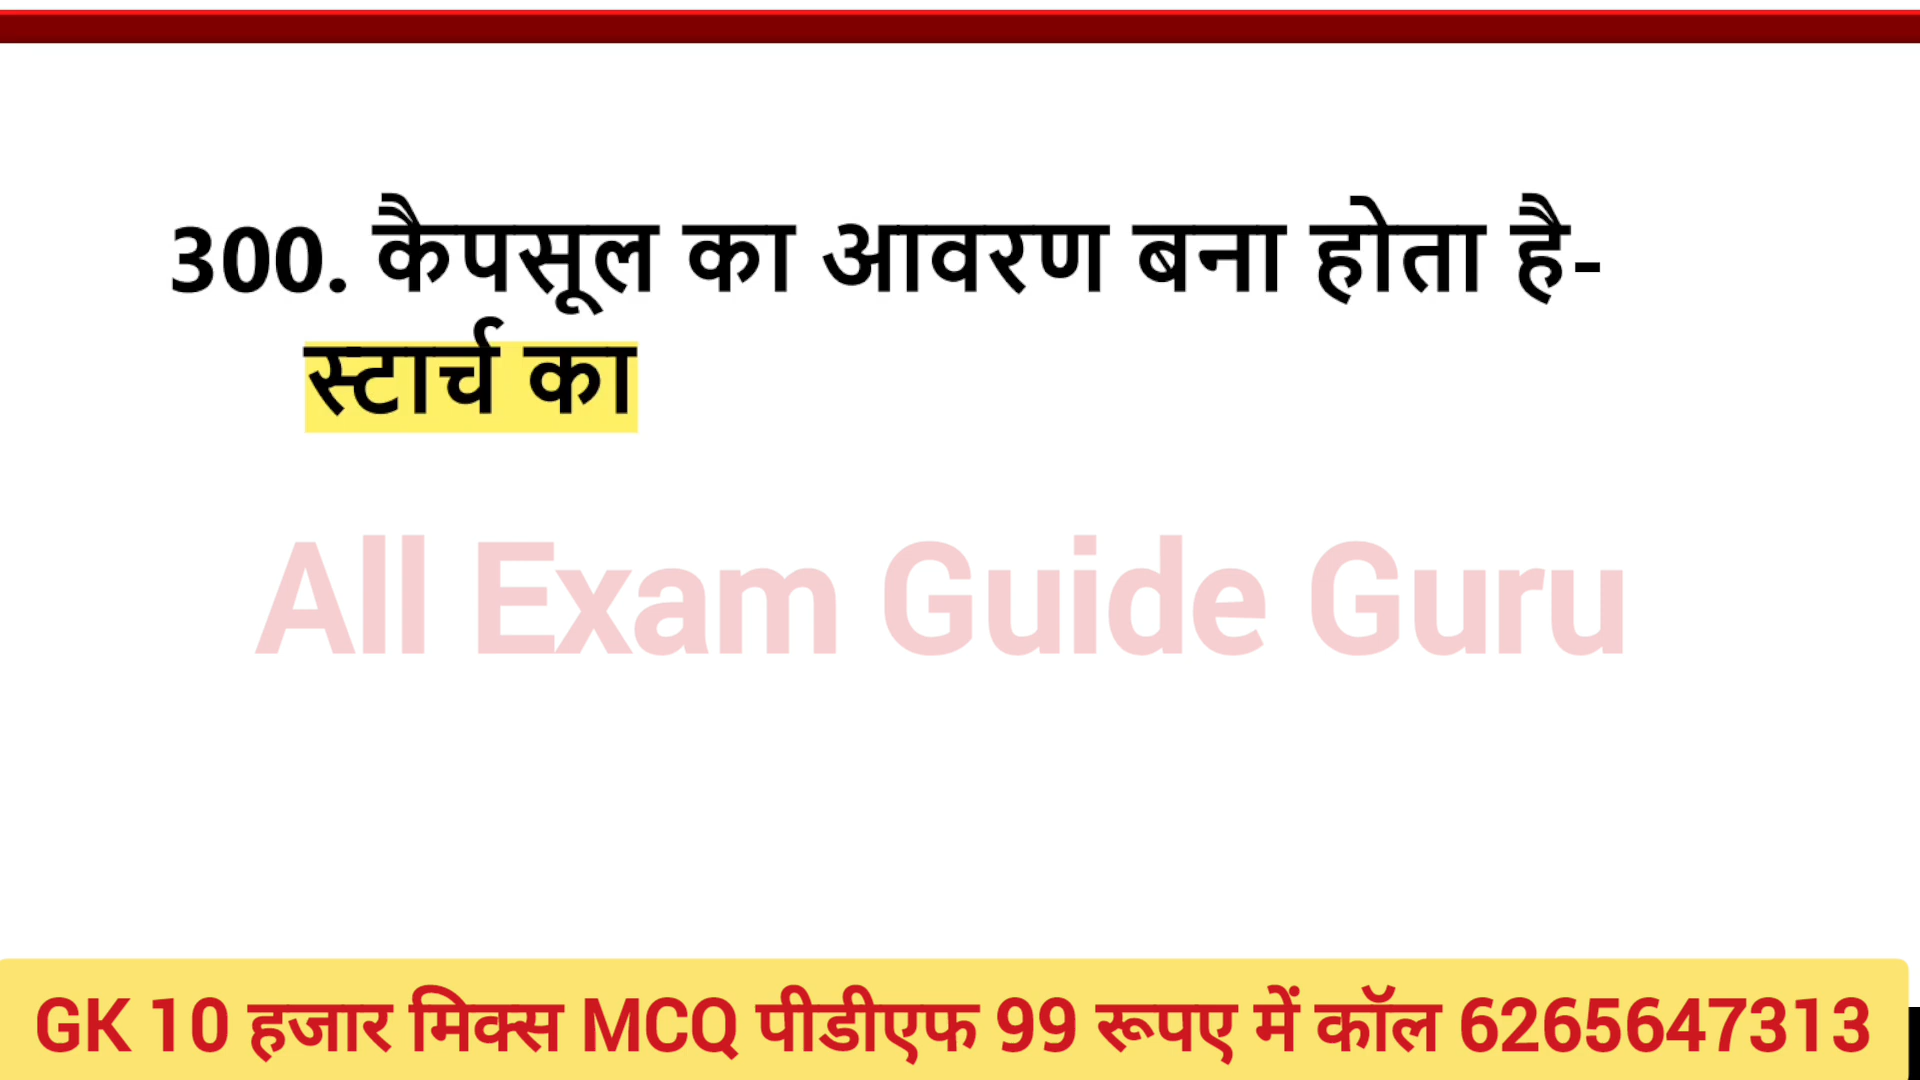 300. कैपसूल का आवरण बना होता है-
स्टार्च का
All Exam Guide Guru
GK 10 हजार मिक्स MCQ पीडीएफ 99 रूपए में कॉल 6265647313